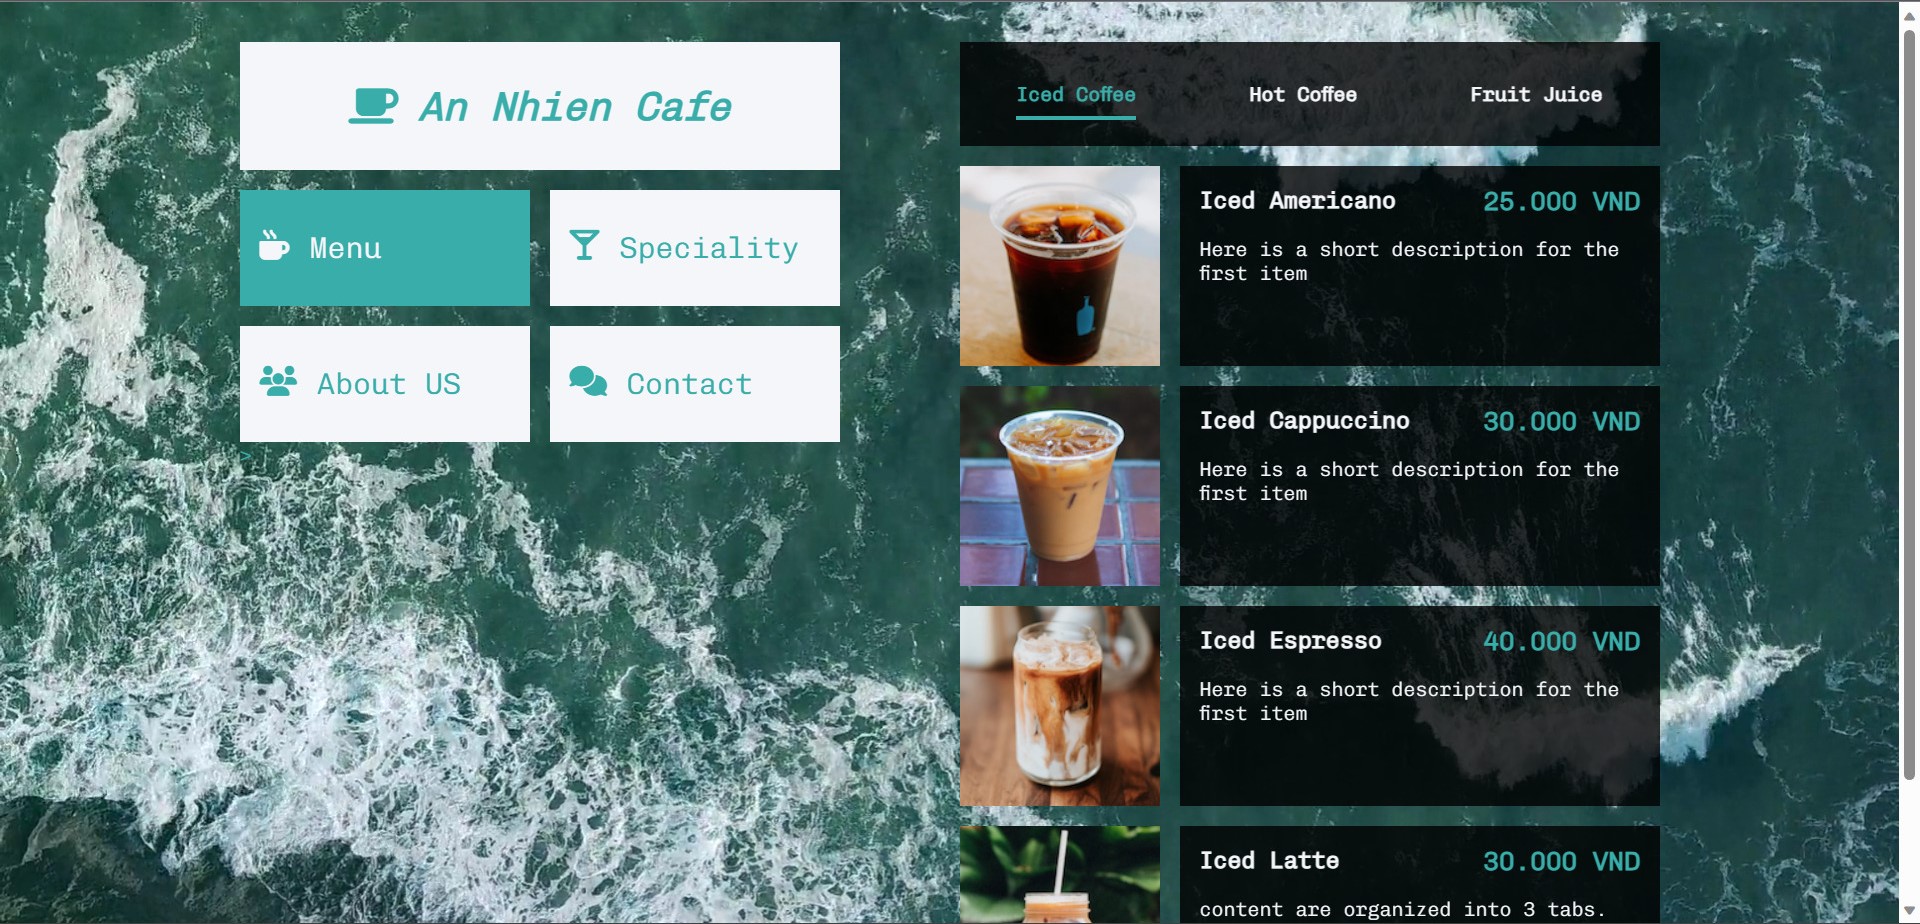 An Nhien Cafe
Menu
Speciality
About US
Contact
>
Iced Coffee
Hot Coffee
Fruit Juice
Iced Americano
25.000 VND
Here is a short description for the
first item
Iced Cappuccino
30.000 VND
Here is a short description for the
first item
Iced Espresso
40.000 VND
Here is a short description for the
first item
Iced Latte
30.000 VND
content are organized into 3 tabs.